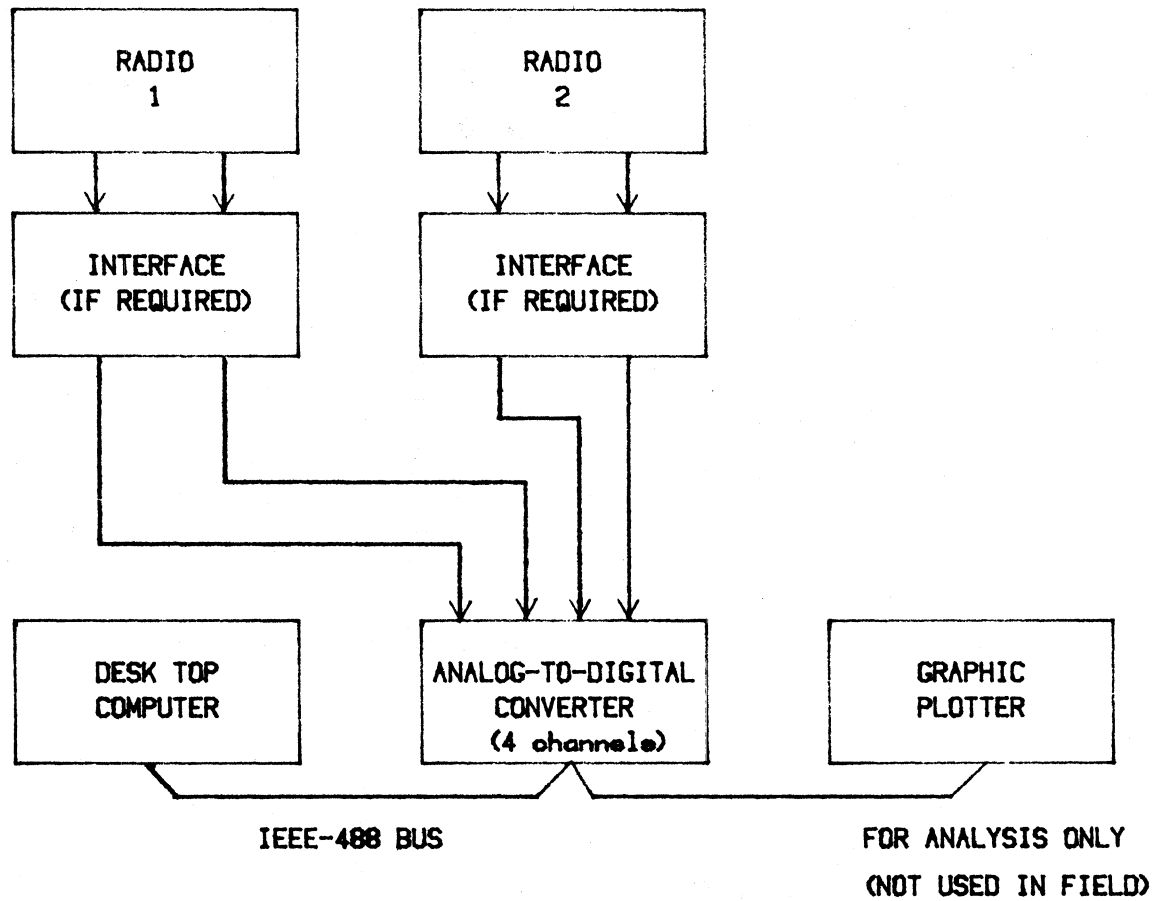 RADIO
1
RADIO
2
INTERFACE
(IF REQUIRED)
INTERFACE
(IF REQUIRED)
DESK TOP
COMPUTER
ANALOG-TO-DIGITAL
CONVERTER
(4 channels)
GRAPHIC
PLOTTER
IEEE-488 BUS
FOR ANALYSIS ONLY
(NOT USED IN FIELD)